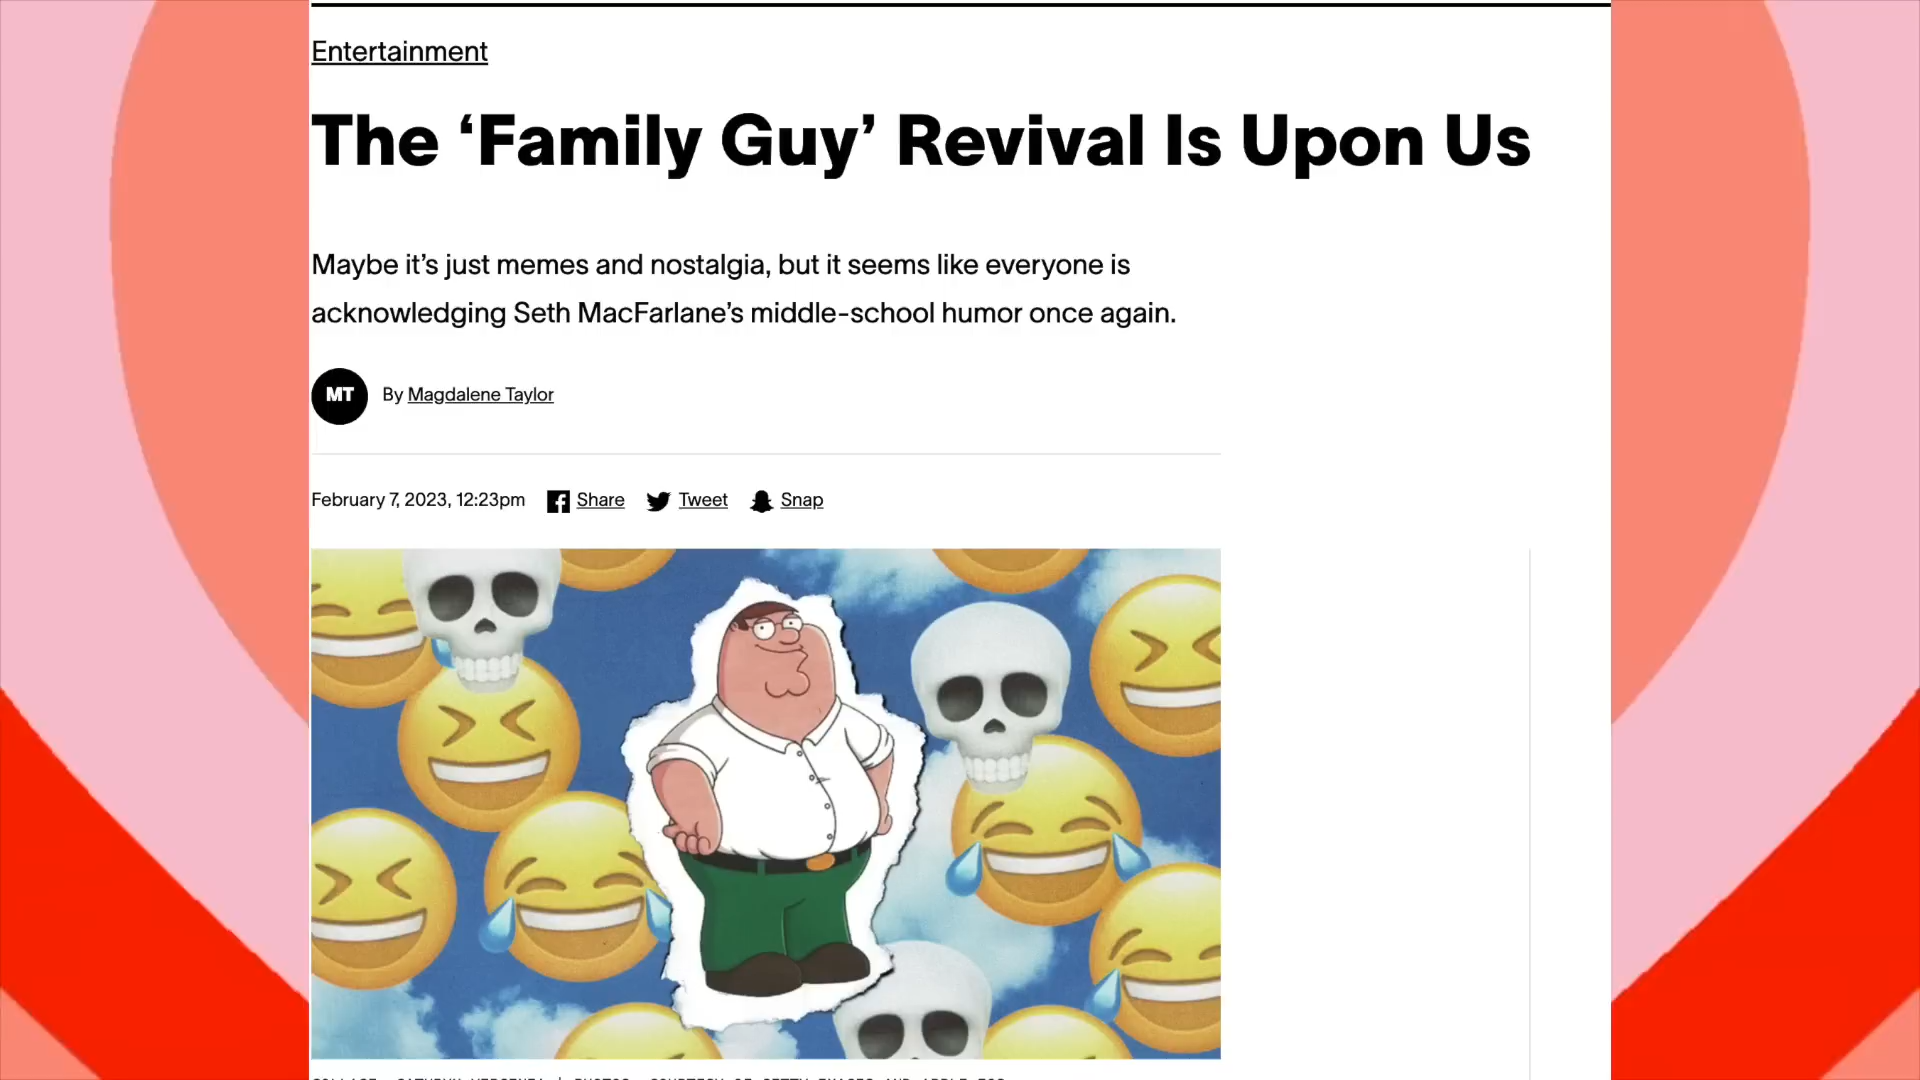 Entertainment
The ‘Family Guy’ Revival Is Upon Us
Maybe it’s just memes and nostalgia, but it seems like everyone is
acknowledging Seth MacFarlane’s middle-school humor once again.
MT By Magdalene Taylor
February 7, 2023, 12:23pm Share Tweet Snap